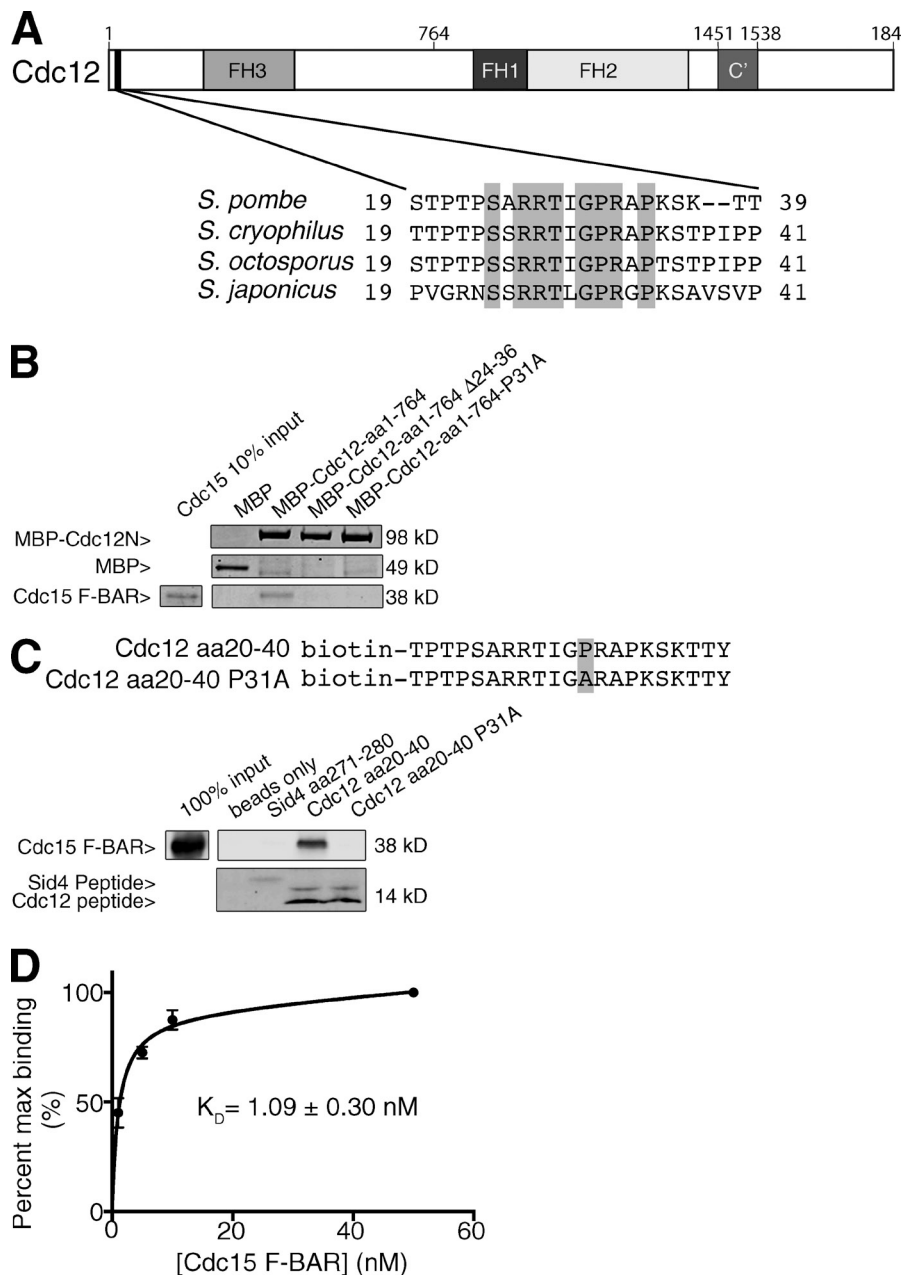 A
1 764 1451 1538 184
Cdc12 FH3 FH1 FH2 C'
S. pombe 19 STPTPSARRTIGPRAPKSK--TT 39
S. cryophilus 19 TTPTPSSRRTIGPRAPKSTPIPP 41
S. octosporus 19 STPTPSSRRTIGPRAPTSTPIPP 41
S. japonicus 19 PVGRNSSRRTLGPRGPKSAVSVP 41
B
Cdc15 10% input
MBP
MBP-Cdc12-aa1-764
MBP-Cdc12-aa1-764 Δ24-36
MBP-Cdc12-aa1-764-P31A
MBP-Cdc12N> 98 kD
MBP> 49 kD
Cdc15 F-BAR> 38 kD
C
Cdc12 aa20-40 biotin-TPTPSARRTIGPRAPKSKTTY
Cdc12 aa20-40 P31A biotin-TPTPSARRTIGARAPKSKTTY
100% input
beads only
Sid4 aa271-280
Cdc12 aa20-40
Cdc12 aa20-40 P31A
Cdc15 F-BAR> 38 kD
Sid4 Peptide>
Cdc12 peptide> 14 kD
D
Percent max binding
(%)
100
50
0
K_D= 1.09 ± 0.30 nM
0 20 40 60
[Cdc15 F-BAR] (nM)